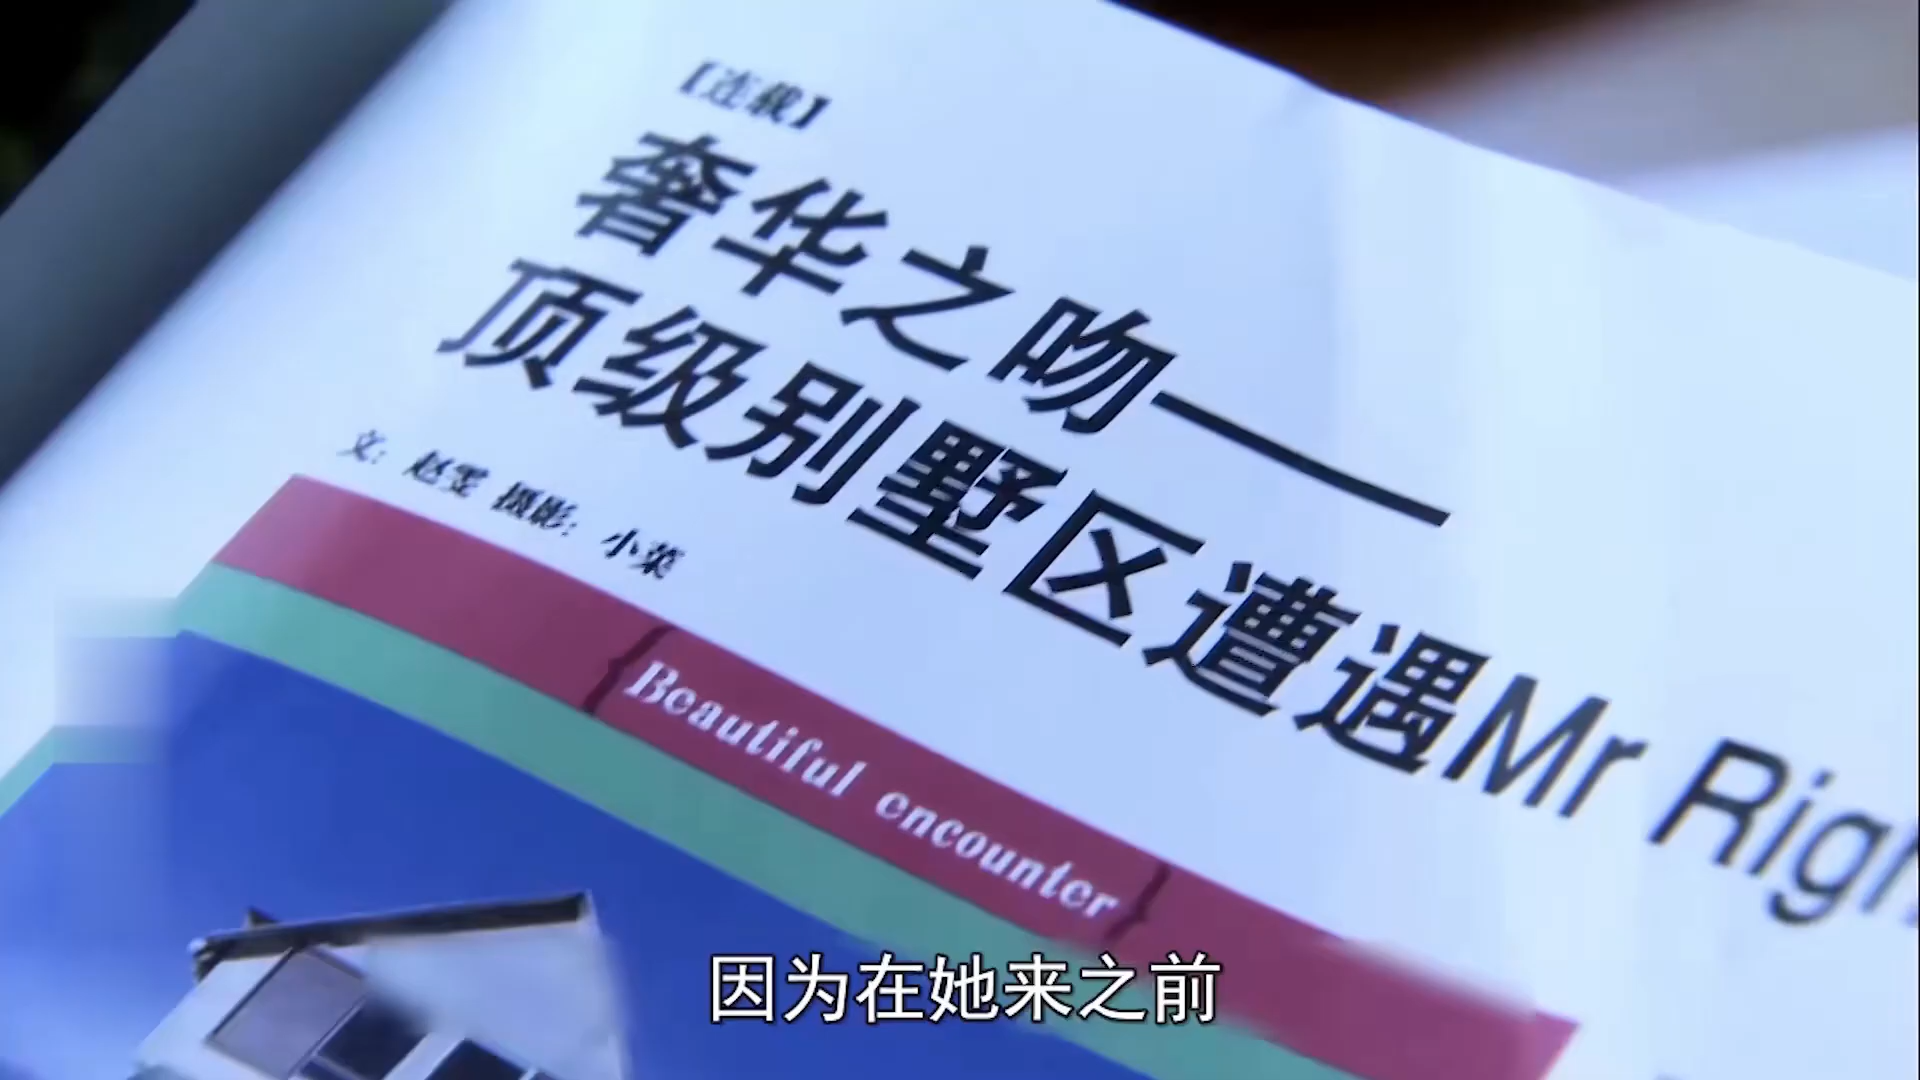 【连载】
奢华之吻——
顶级别墅区遭遇Mr Righ
文：赵雯 摄影：小菜
Beautiful encounter
因为在她来之前